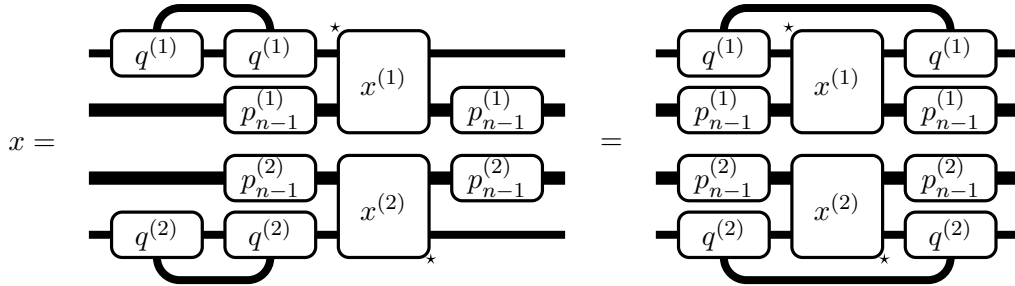 q^{(1)} q^{(1)} ⋆ x^{(1)} ⋆ q^{(1)} x^{(1)} q^{(1)}
p_{n-1}^{(1)} p_{n-1}^{(1)} p_{n-1}^{(1)} p_{n-1}^{(1)}
x = =
p_{n-1}^{(2)} p_{n-1}^{(2)} p_{n-1}^{(2)} p_{n-1}^{(2)}
q^{(2)} q^{(2)} x^{(2)} ⋆ q^{(2)} x^{(2)} ⋆ q^{(2)}